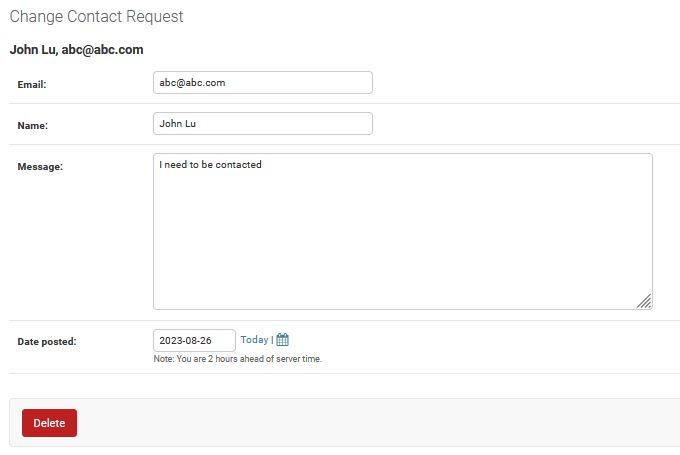 Change Contact Request
John Lu, abc@abc.com
Email: abc@abc.com
Name: John Lu
Message: I need to be contacted
Date posted: 2023-08-26 Today |
Note: You are 2 hours ahead of server time.
Delete